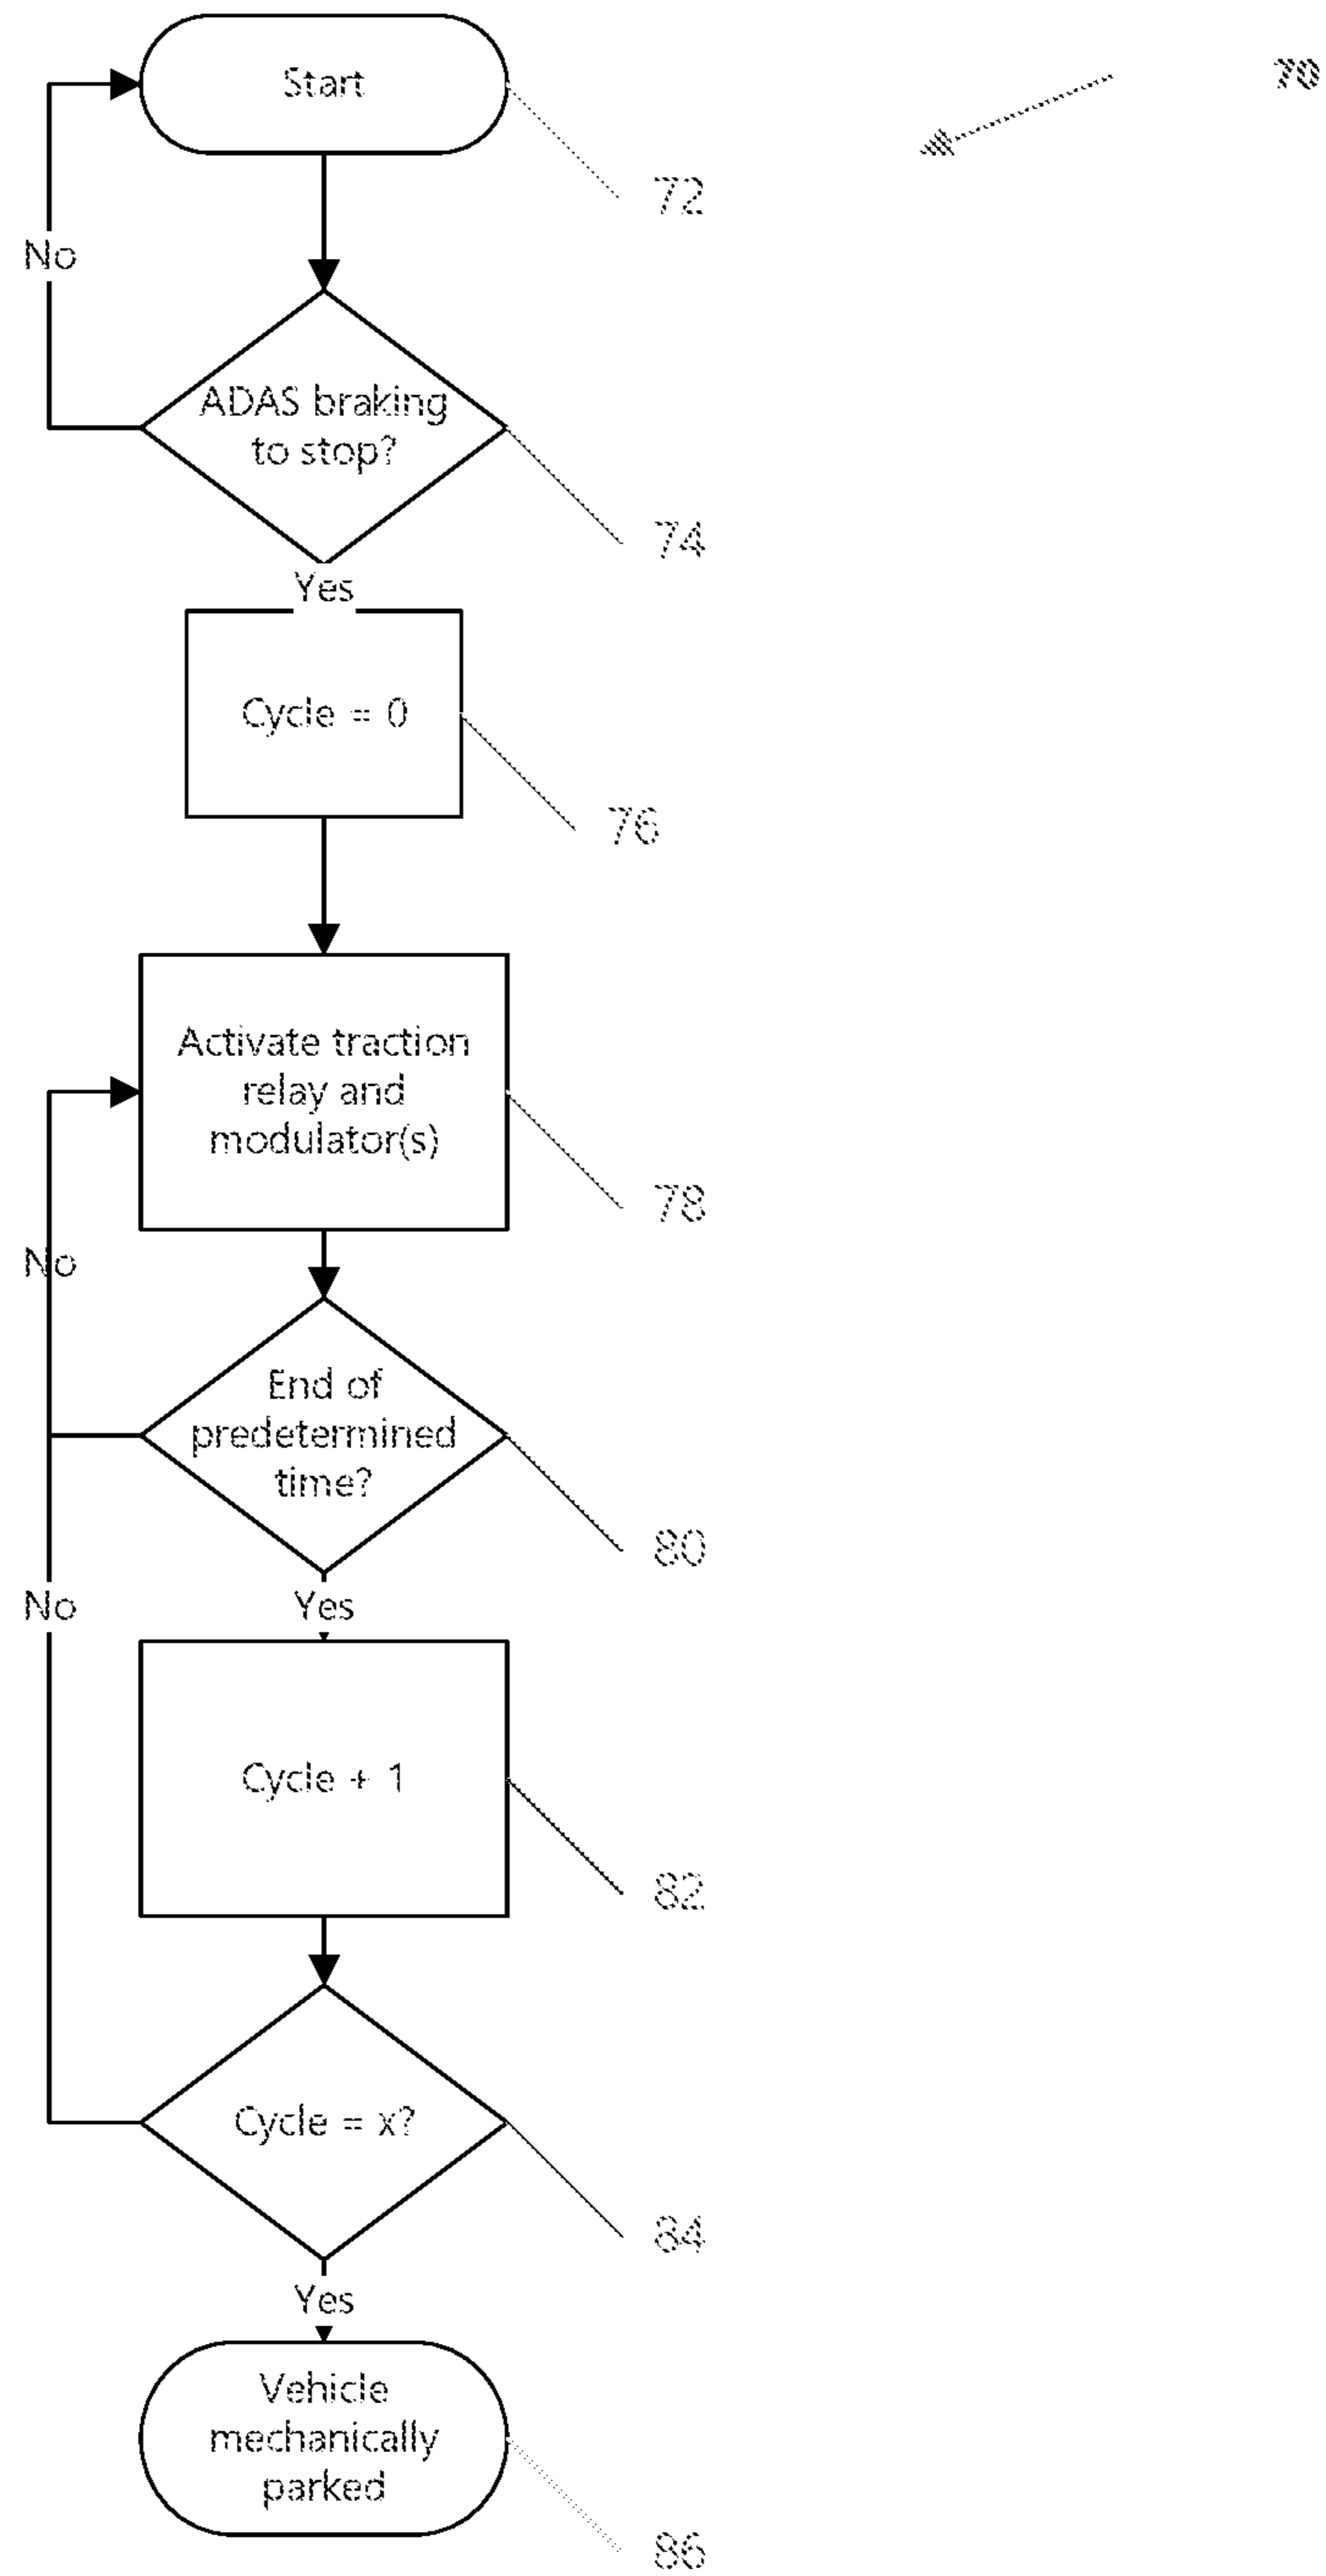 Start
70
72
No
ADAS braking
to stop?
74
Yes
Cycle = 0
76
Activate traction
relay and
modulator(s)
78
No
End of
predetermined
time?
80
No
Yes
Cycle + 1
82
Cycle = x?
84
Yes
Vehicle
mechanically
parked
86